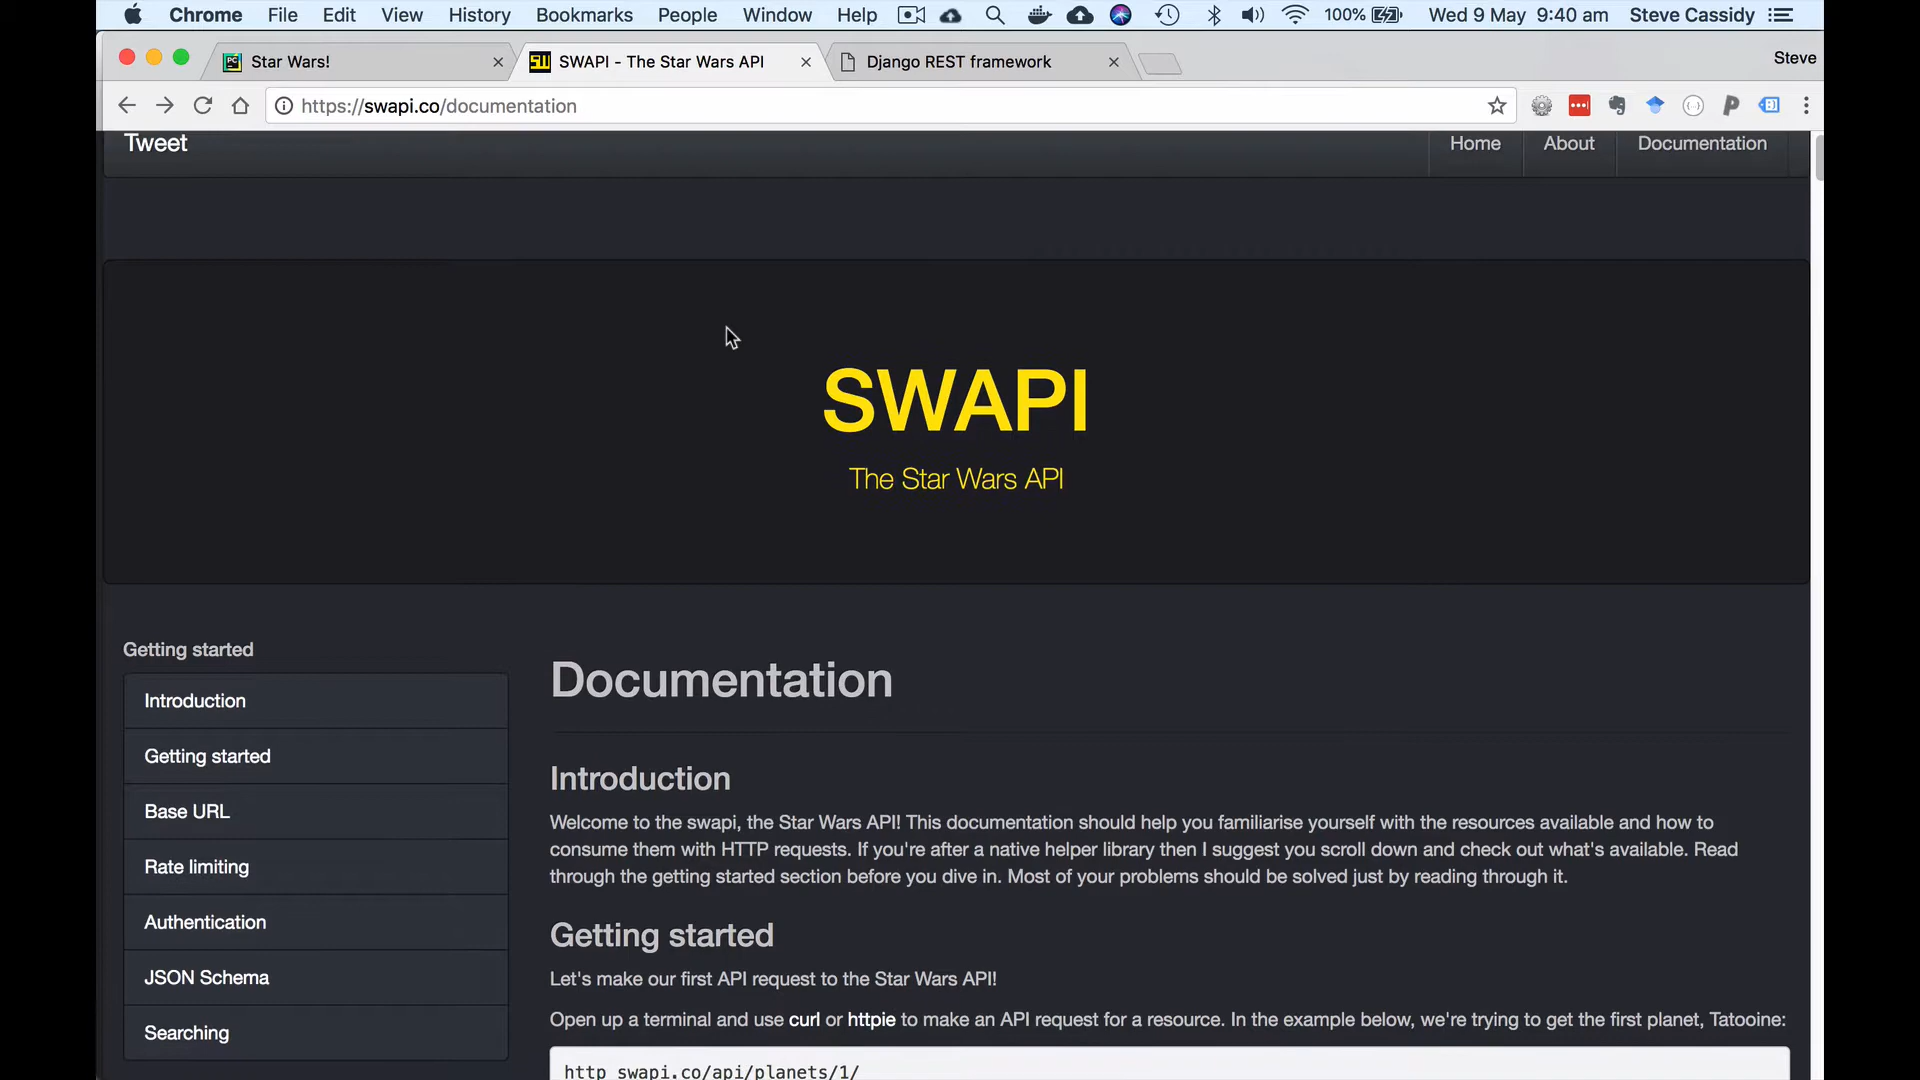 Chrome File Edit View History Bookmarks People Window Help 100% Wed 9 May 9:40 am Steve Cassidy
Star Wars! SWAPI - The Star Wars API Django REST framework Steve
https://swapi.co/documentation
Tweet Home About Documentation
SWAPI
The Star Wars API
Getting started
Introduction
Getting started
Base URL
Rate limiting
Authentication
JSON Schema
Searching
Documentation
Introduction
Welcome to the swapi, the Star Wars API! This documentation should help you familiarise yourself with the resources available and how to
consume them with HTTP requests. If you're after a native helper library then I suggest you scroll down and check out what's available. Read
through the getting started section before you dive in. Most of your problems should be solved just by reading through it.
Getting started
Let's make our first API request to the Star Wars API!
Open up a terminal and use curl or httpie to make an API request for a resource. In the example below, we're trying to get the first planet, Tatooine:
http swapi.co/api/planets/1/